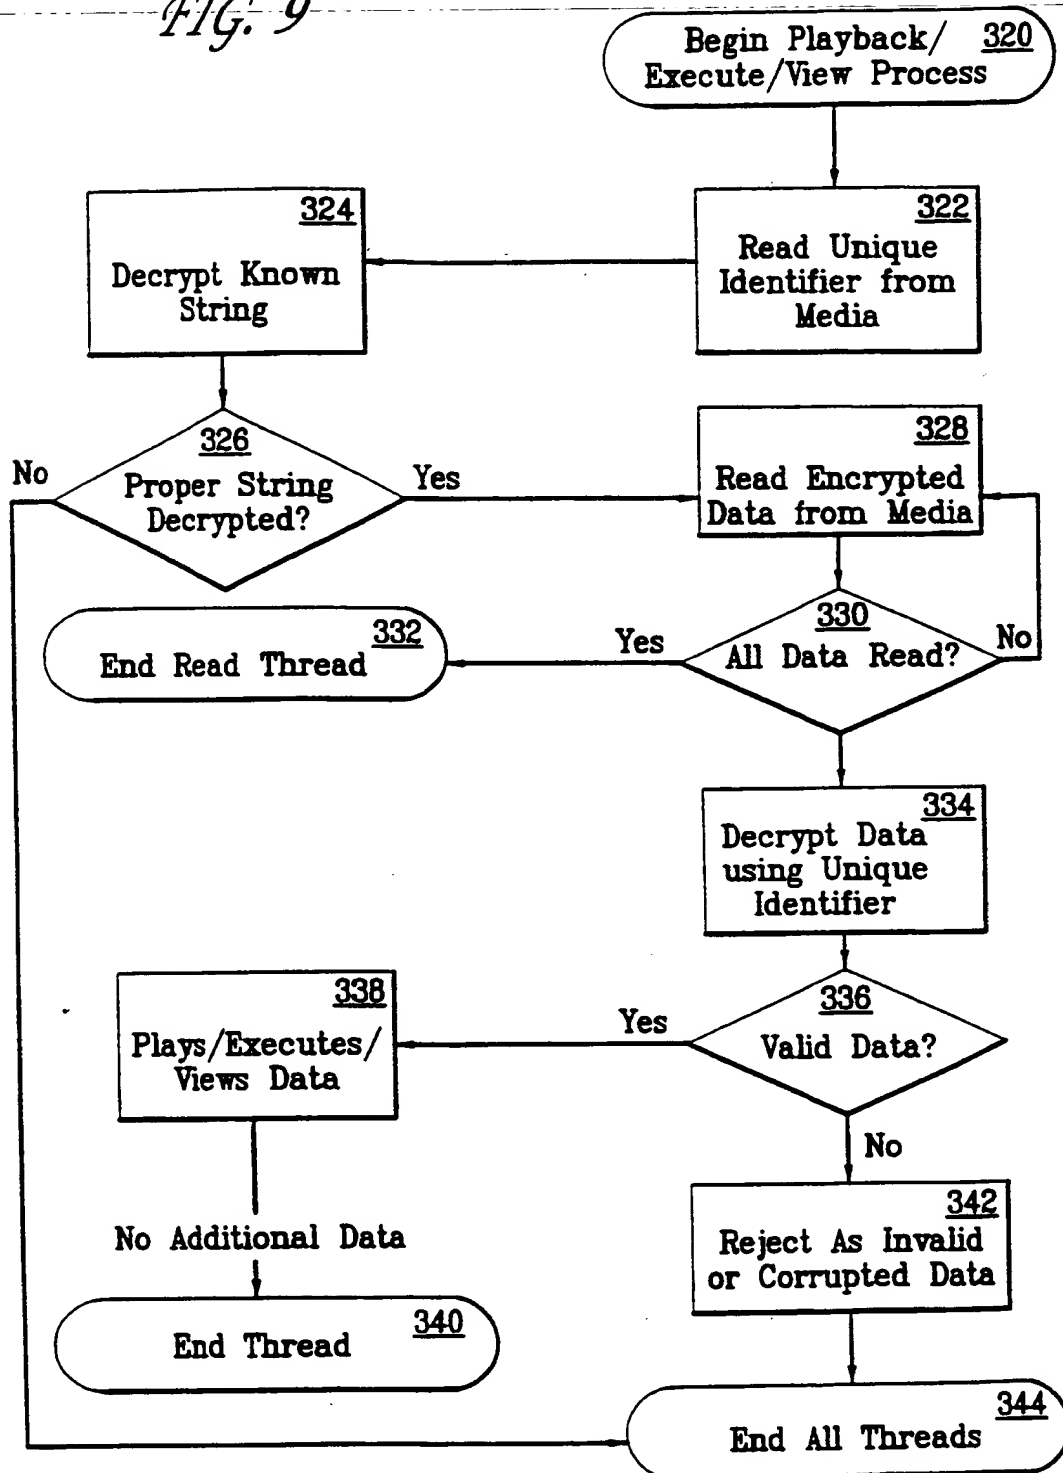 FIG. 9
Begin Playback/ 320
Execute/View Process
322
Read Unique
Identifier from
Media
324
Decrypt Known
String
326
Proper String
Decrypted?
No
Yes
328
Read Encrypted
Data from Media
330
All Data Read?
Yes
No
332
End Read Thread
334
Decrypt Data
using Unique
Identifier
336
Valid Data?
Yes
No
338
Plays/Executes/
Views Data
No Additional Data
340
End Thread
342
Reject As Invalid
or Corrupted Data
344
End All Threads